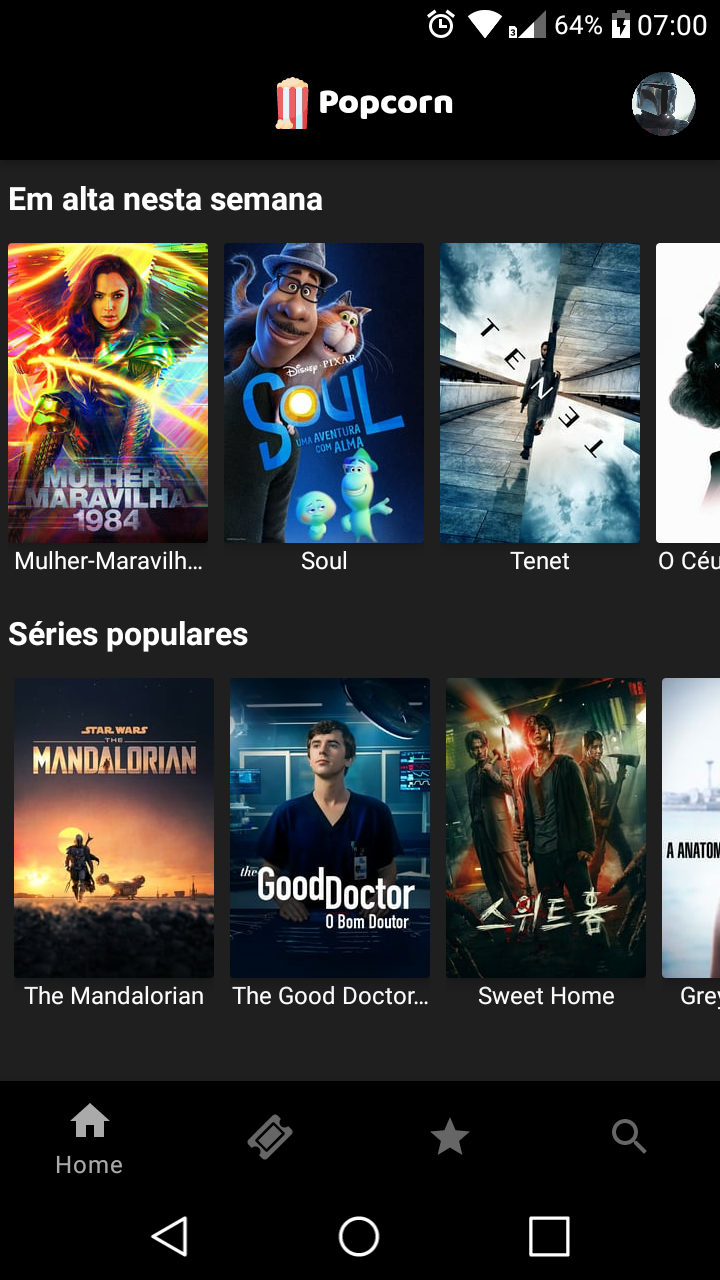 3 64% 07:00
Popcorn
Em alta nesta semana
MULHER-
MARAVILHA
1984
Disney · PIXAR
SOUL
UMA AVENTURA
COM ALMA
TENET
Mulher-Maravilh...
Soul
Tenet
O Céu
Séries populares
STAR WARS
THE
MANDALORIAN
the
GoodDoctor
O Bom Doutor
스위트홈
A ANATOM
The Mandalorian
The Good Doctor...
Sweet Home
Grey
Home